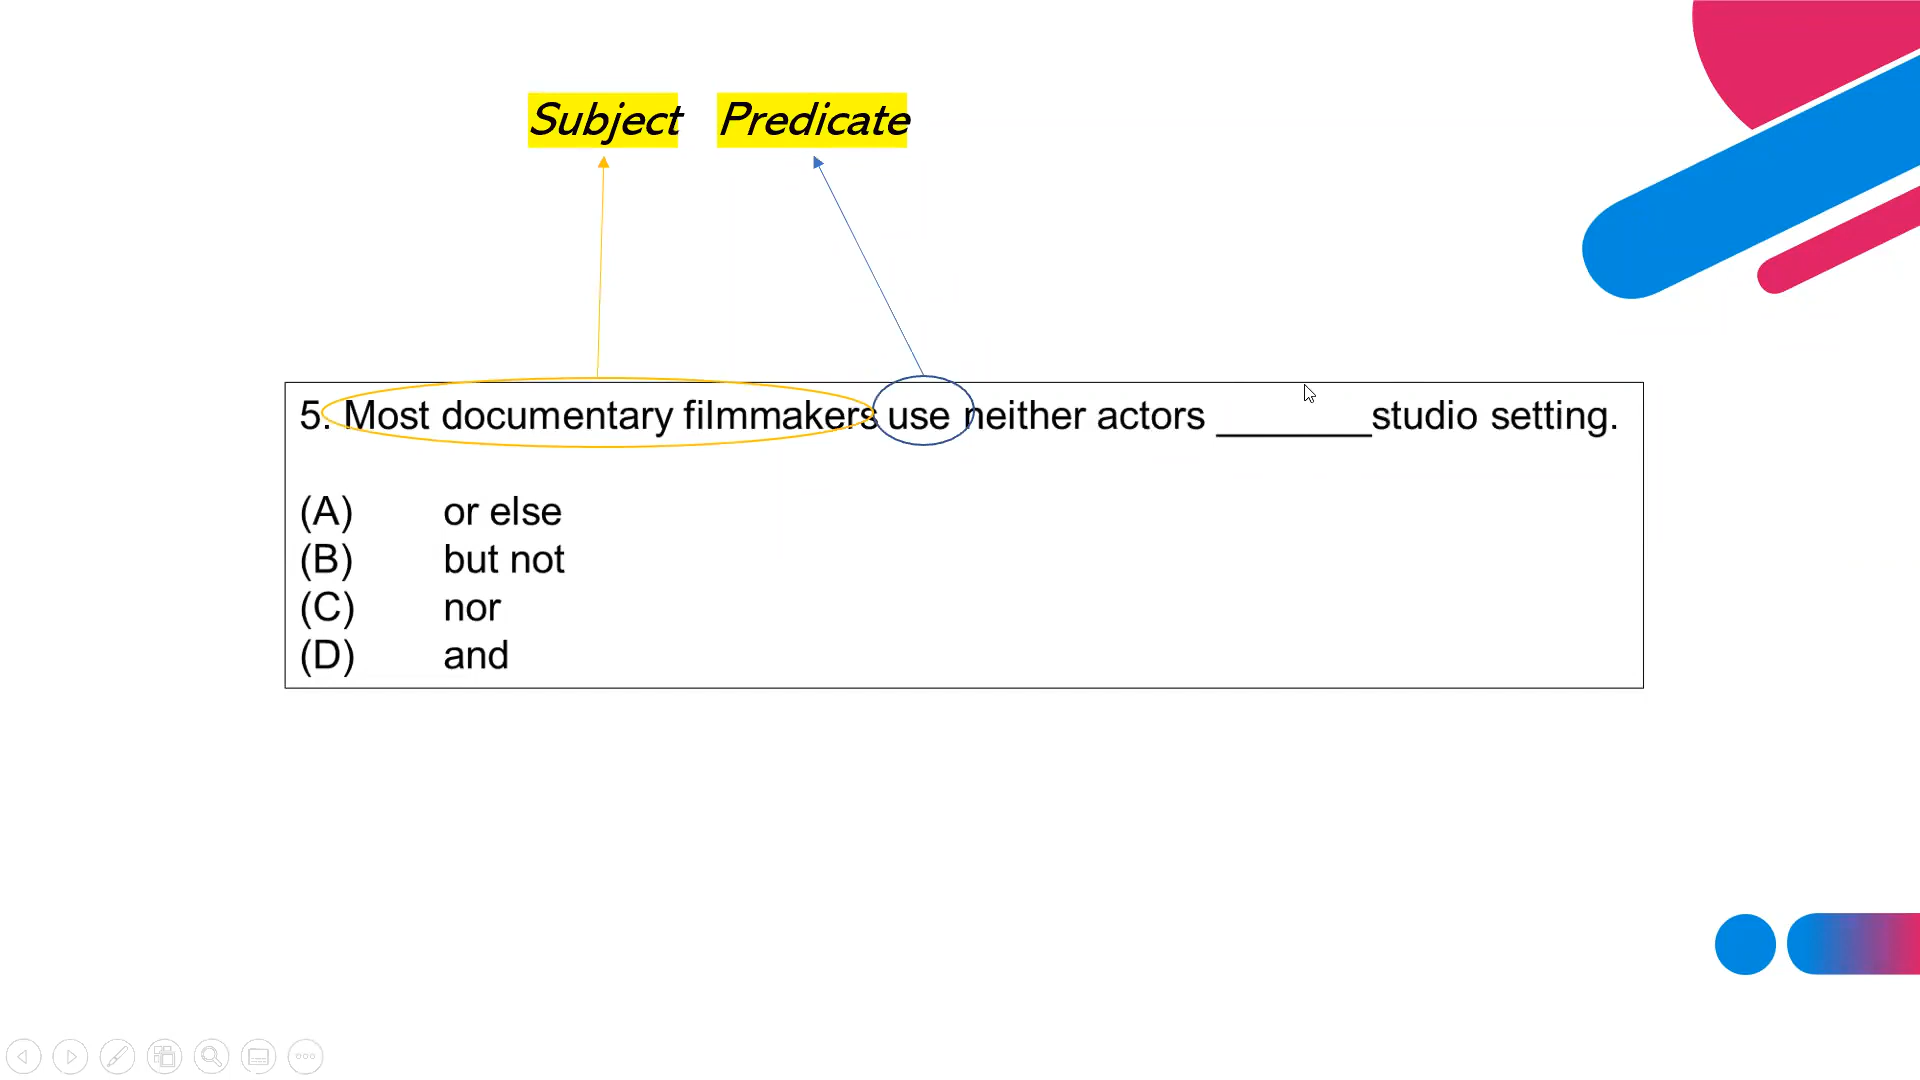 Subject Predicate
5. Most documentary filmmakers use neither actors ________studio setting.
(A) or else
(B) but not
(C) nor
(D) and